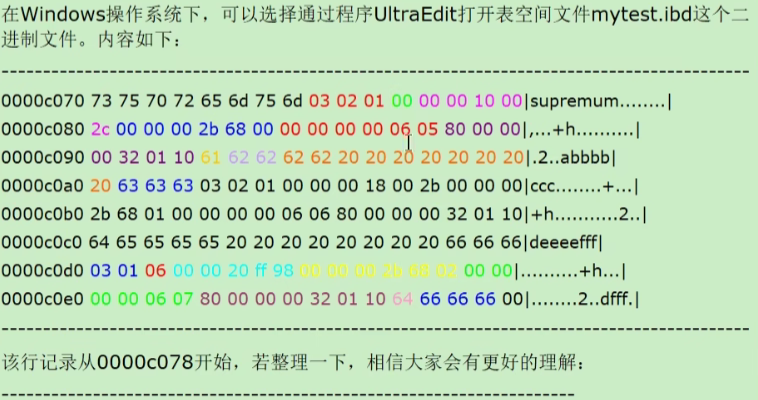 在Windows操作系统下，可以选择通过程序UltraEdit打开表空间文件mytest.ibd这个二
进制文件。内容如下：
-----------------------------------------------------------------------------------------
0000c070 73 75 70 72 65 6d 75 6d 03 02 01 00 00 00 10 00|supremum........|
0000c080 2c 00 00 00 2b 68 00 00 00 00 00 06 05 80 00 00|,...+h..........|
0000c090 00 32 01 10 61 62 62 62 62 20 20 20 20 20 20 20|.2..abbbb|
0000c0a0 20 63 63 63 03 02 01 00 00 00 18 00 2b 00 00 00|ccc........+...|
0000c0b0 2b 68 01 00 00 00 00 06 06 80 00 00 00 32 01 10|+h...........2..|
0000c0c0 64 65 65 65 65 20 20 20 20 20 20 20 20 66 66 66|deeeefff|
0000c0d0 03 01 06 00 00 20 ff 98 00 00 00 2b 68 02 00 00|..........+h...|
0000c0e0 00 00 06 07 80 00 00 00 32 01 10 64 66 66 66 00|........2..dfff.|
-----------------------------------------------------------------------------------------
该行记录从0000c078开始，若整理一下，相信大家会有更好的理解：
--------------------------------------------------------------------